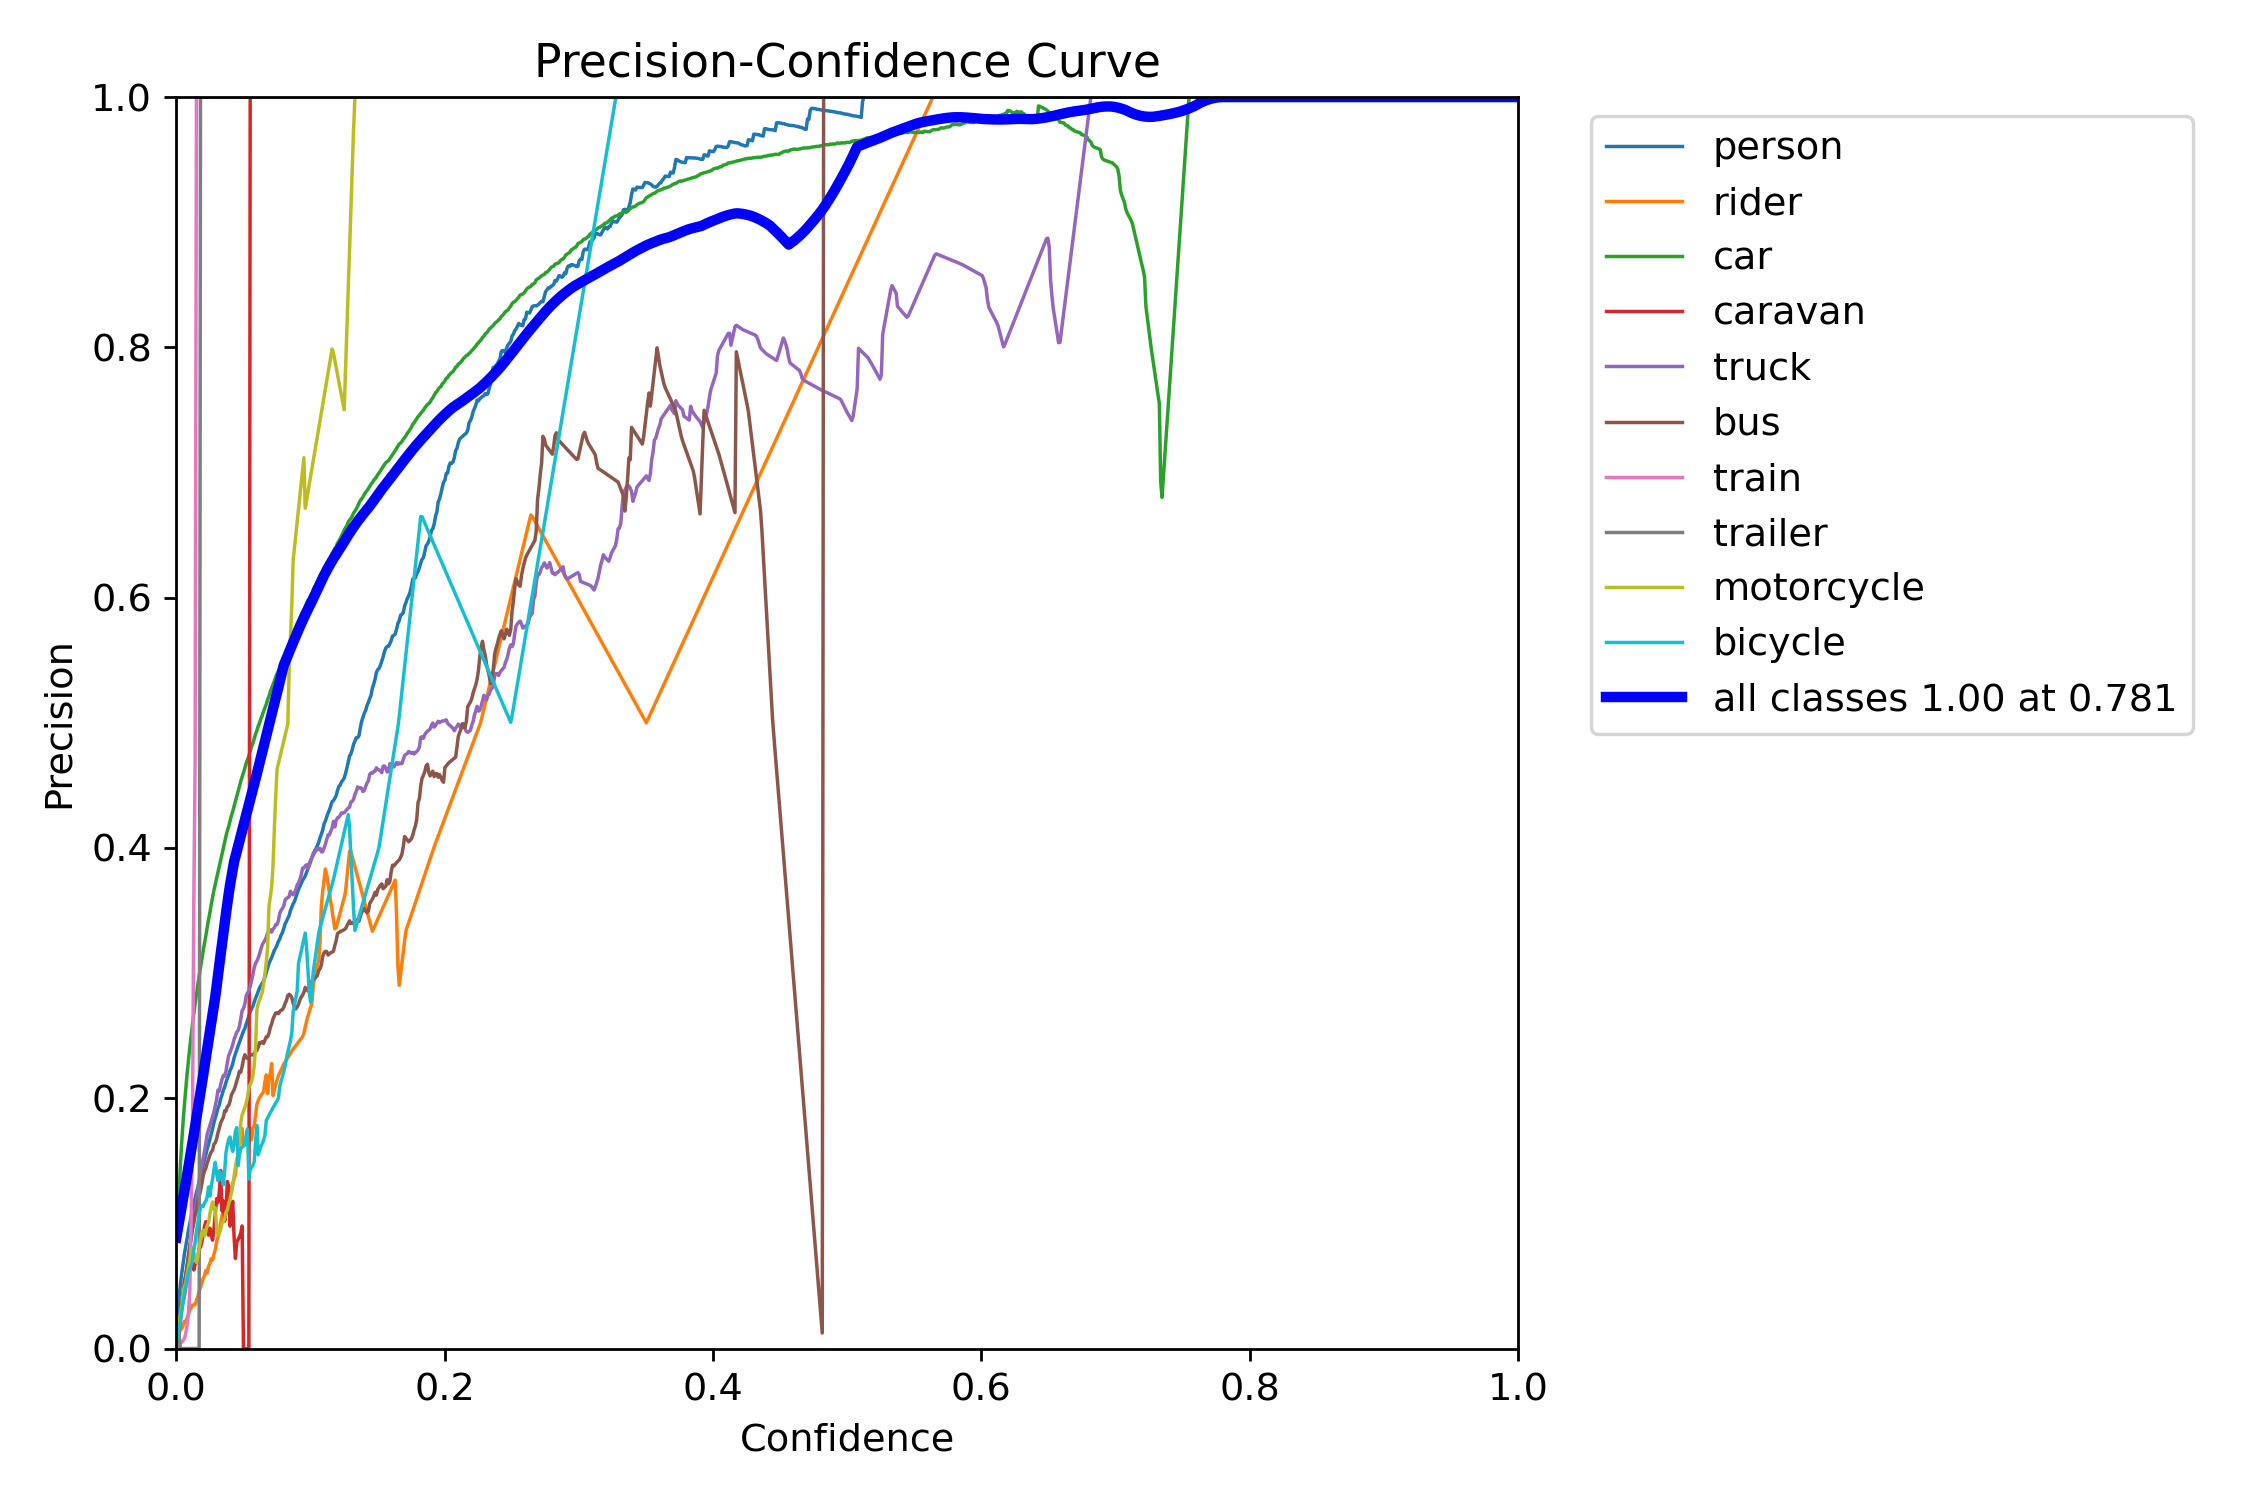 Precision-Confidence Curve
1.0
0.8
0.6
0.4
0.2
0.0
Precision
0.0 0.2 0.4 0.6 0.8 1.0
Confidence
person
rider
car
caravan
truck
bus
train
trailer
motorcycle
bicycle
all classes 1.00 at 0.781